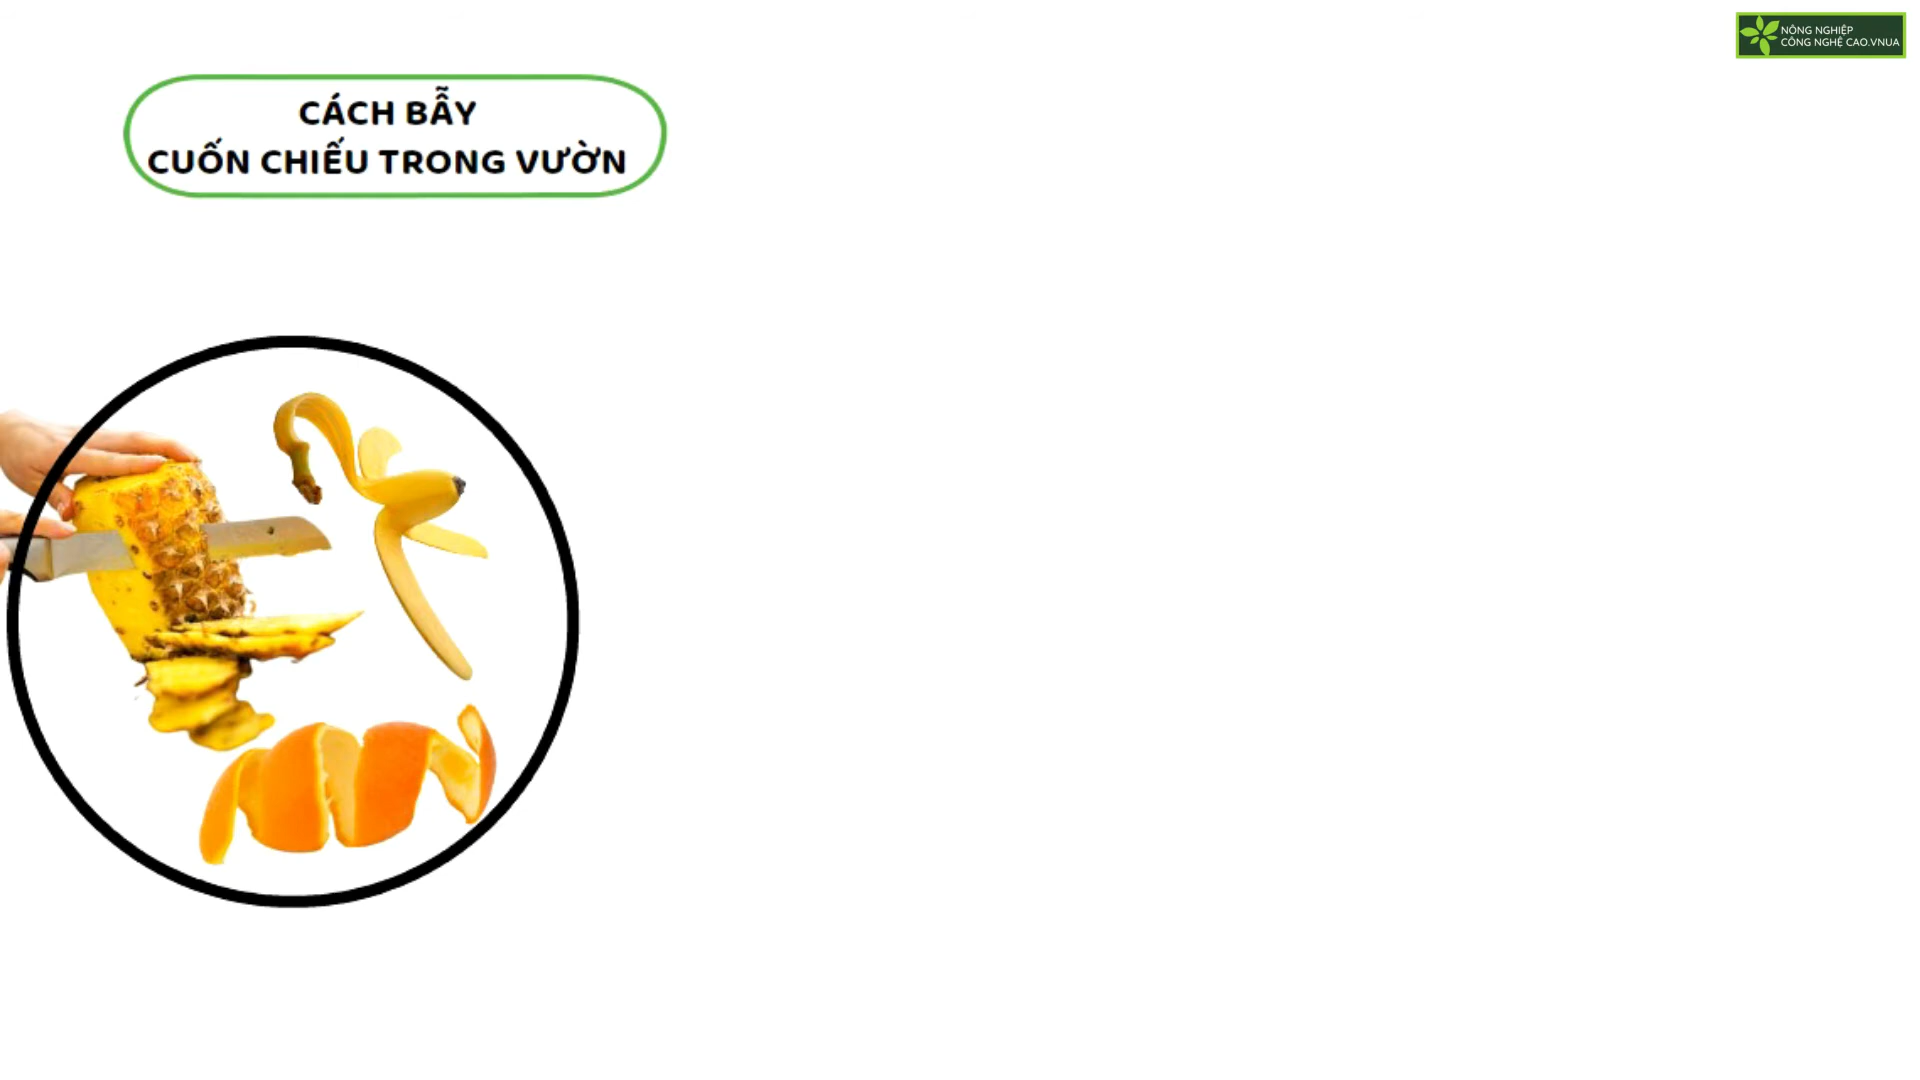 NÔNG NGHIỆP
CÔNG NGHỆ CAO.VNUA
CÁCH BẪY
CUỐN CHIẾU TRONG VƯỜN